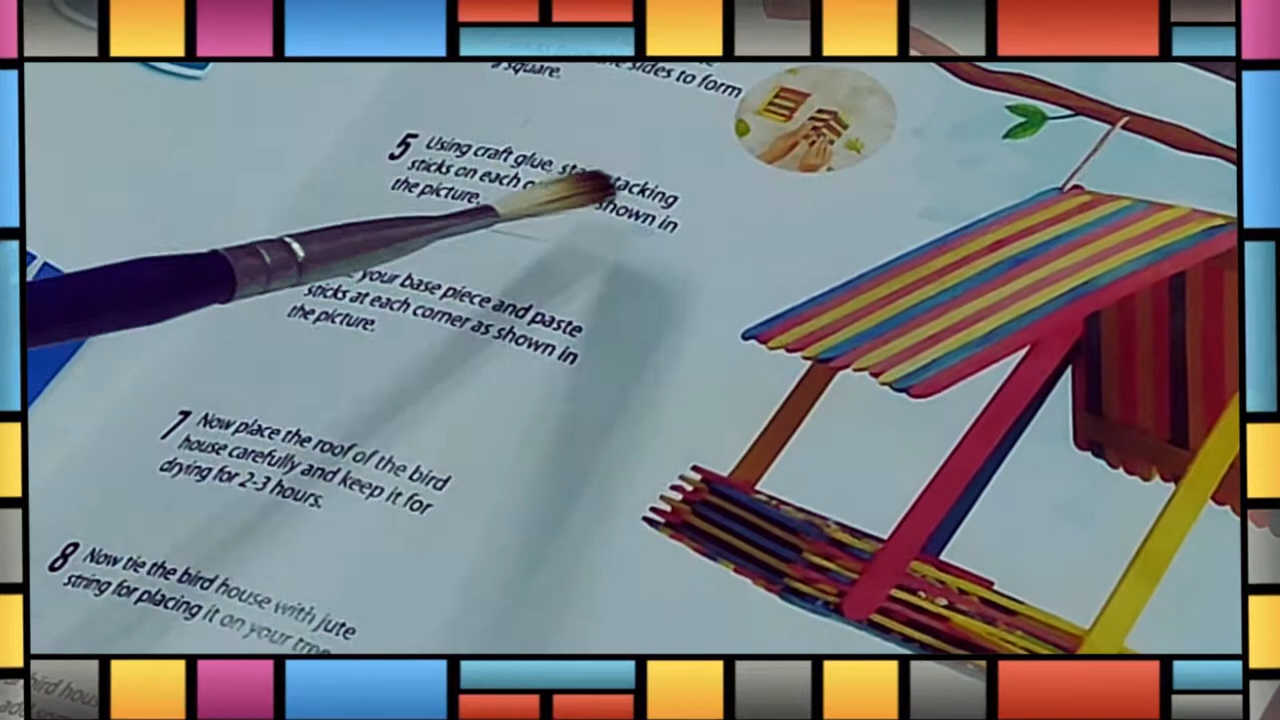 sides to form
square.
5 Using craft glue, stacking
sticks on each shown in
the picture.
your base piece and paste
sticks at each corner as shown in
the picture.
7 Now place the roof of the bird
house carefully and keep it for
drying for 2-3 hours.
8 Now tie the bird house with jute
string for placing it on your
bird